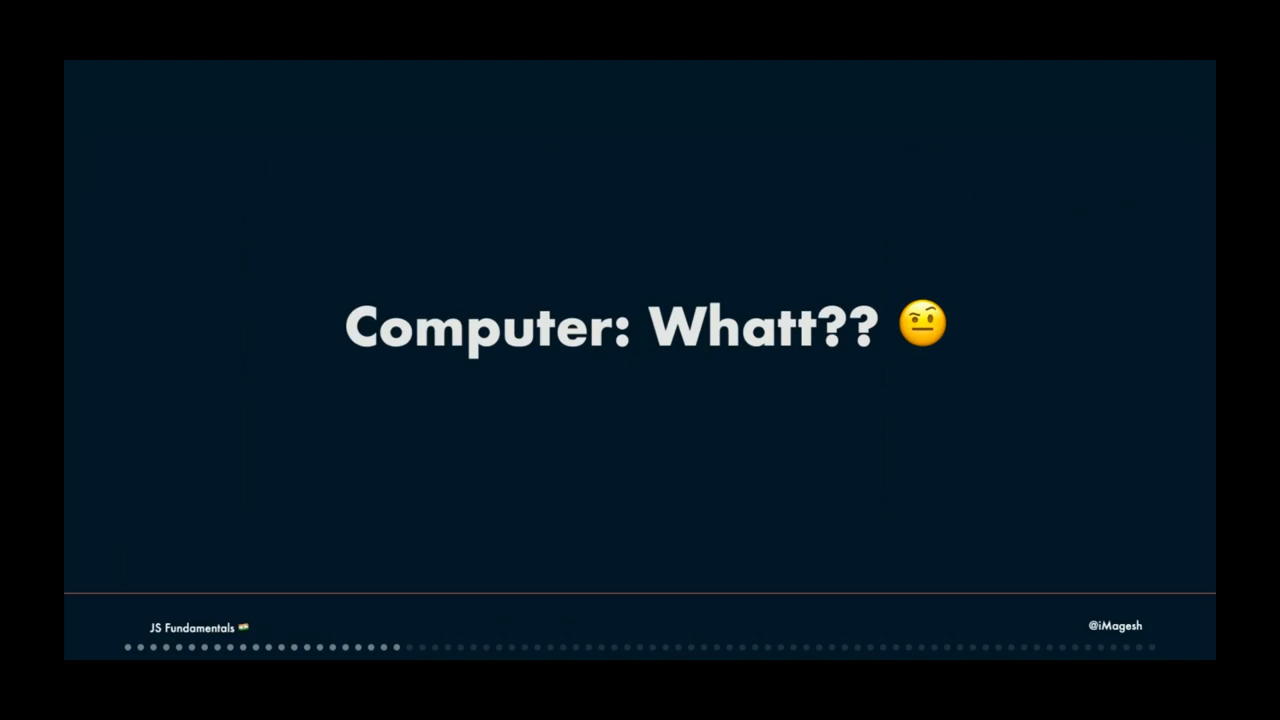 Computer: Whatt?? 🤨
JS Fundamentals 🇮🇳
@iMagesh